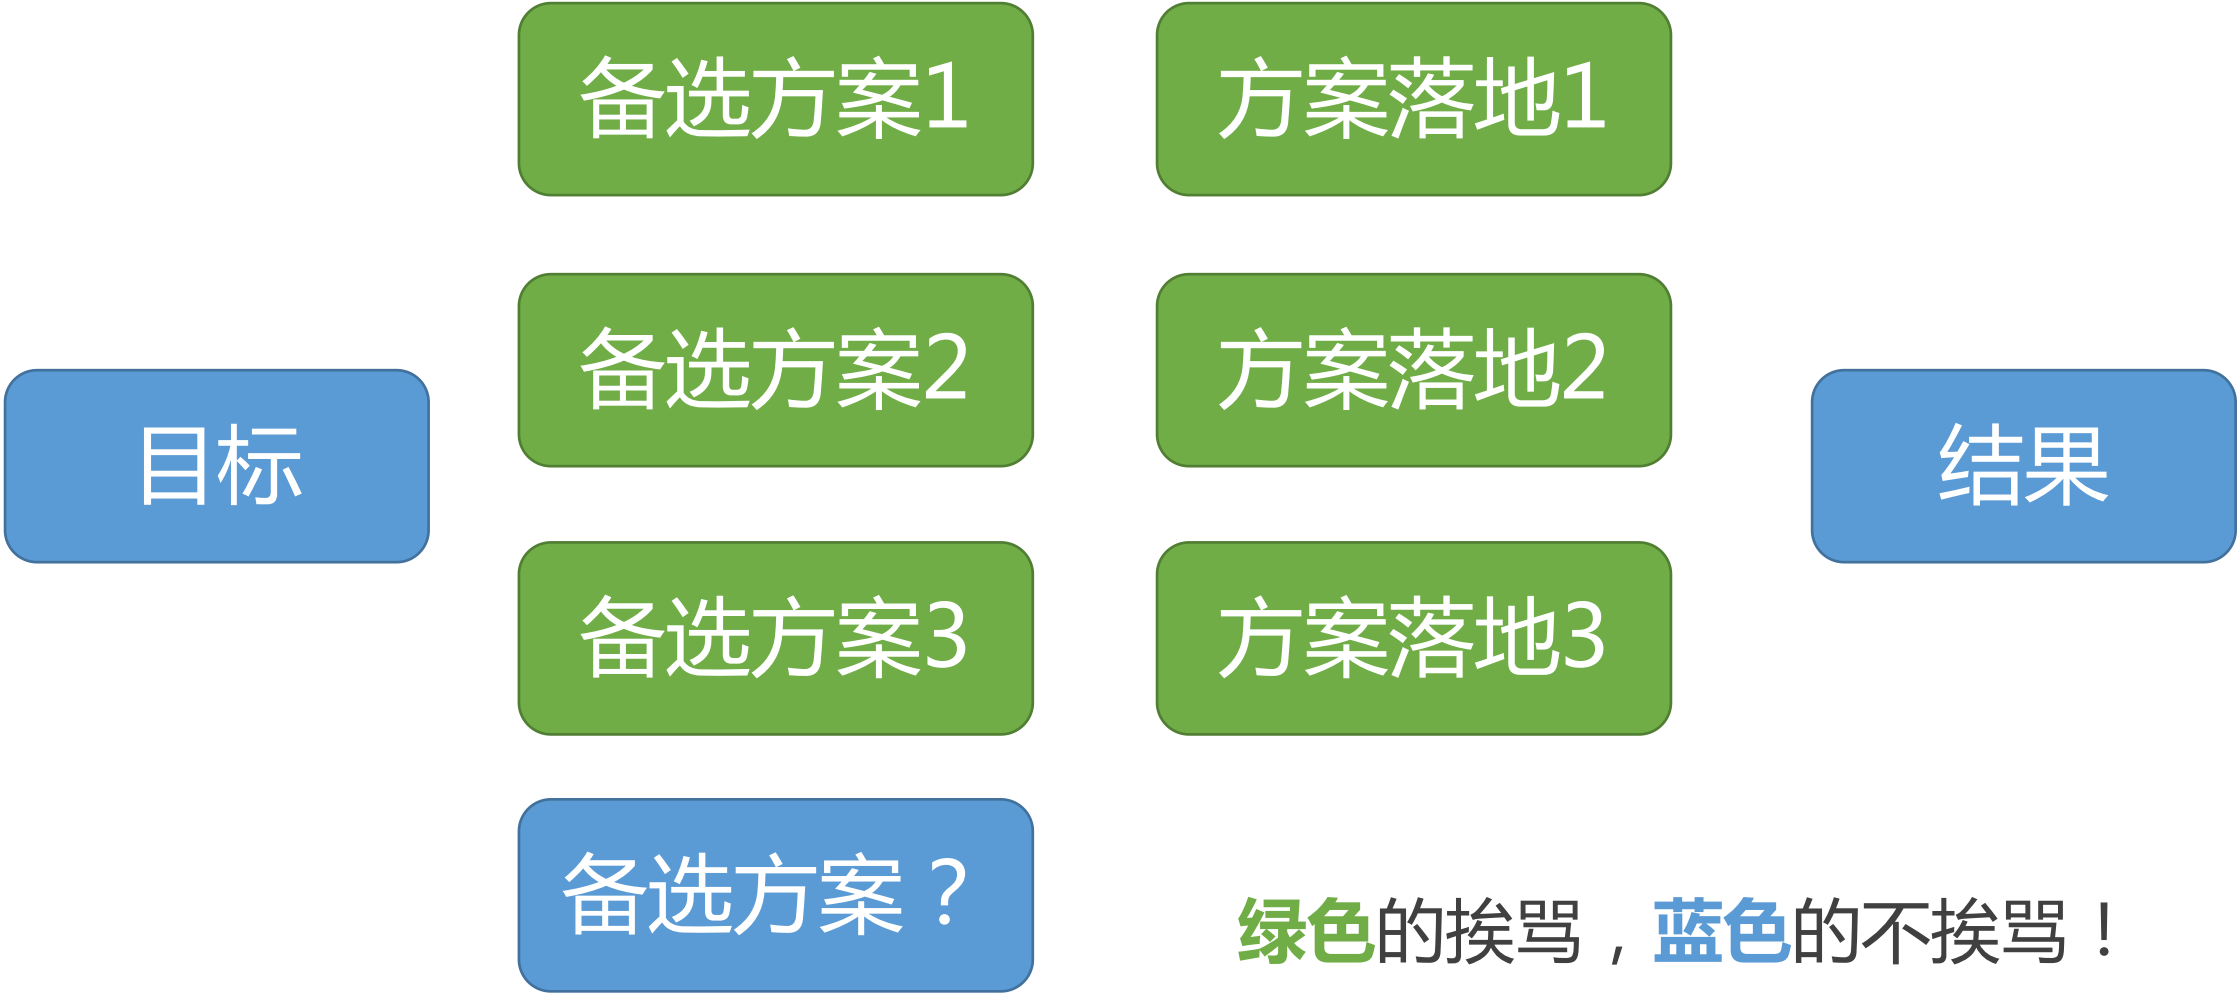 备选方案1
方案落地1
备选方案2
方案落地2
目标
结果
备选方案3
方案落地3
备选方案？
绿色的挨骂，蓝色的不挨骂！